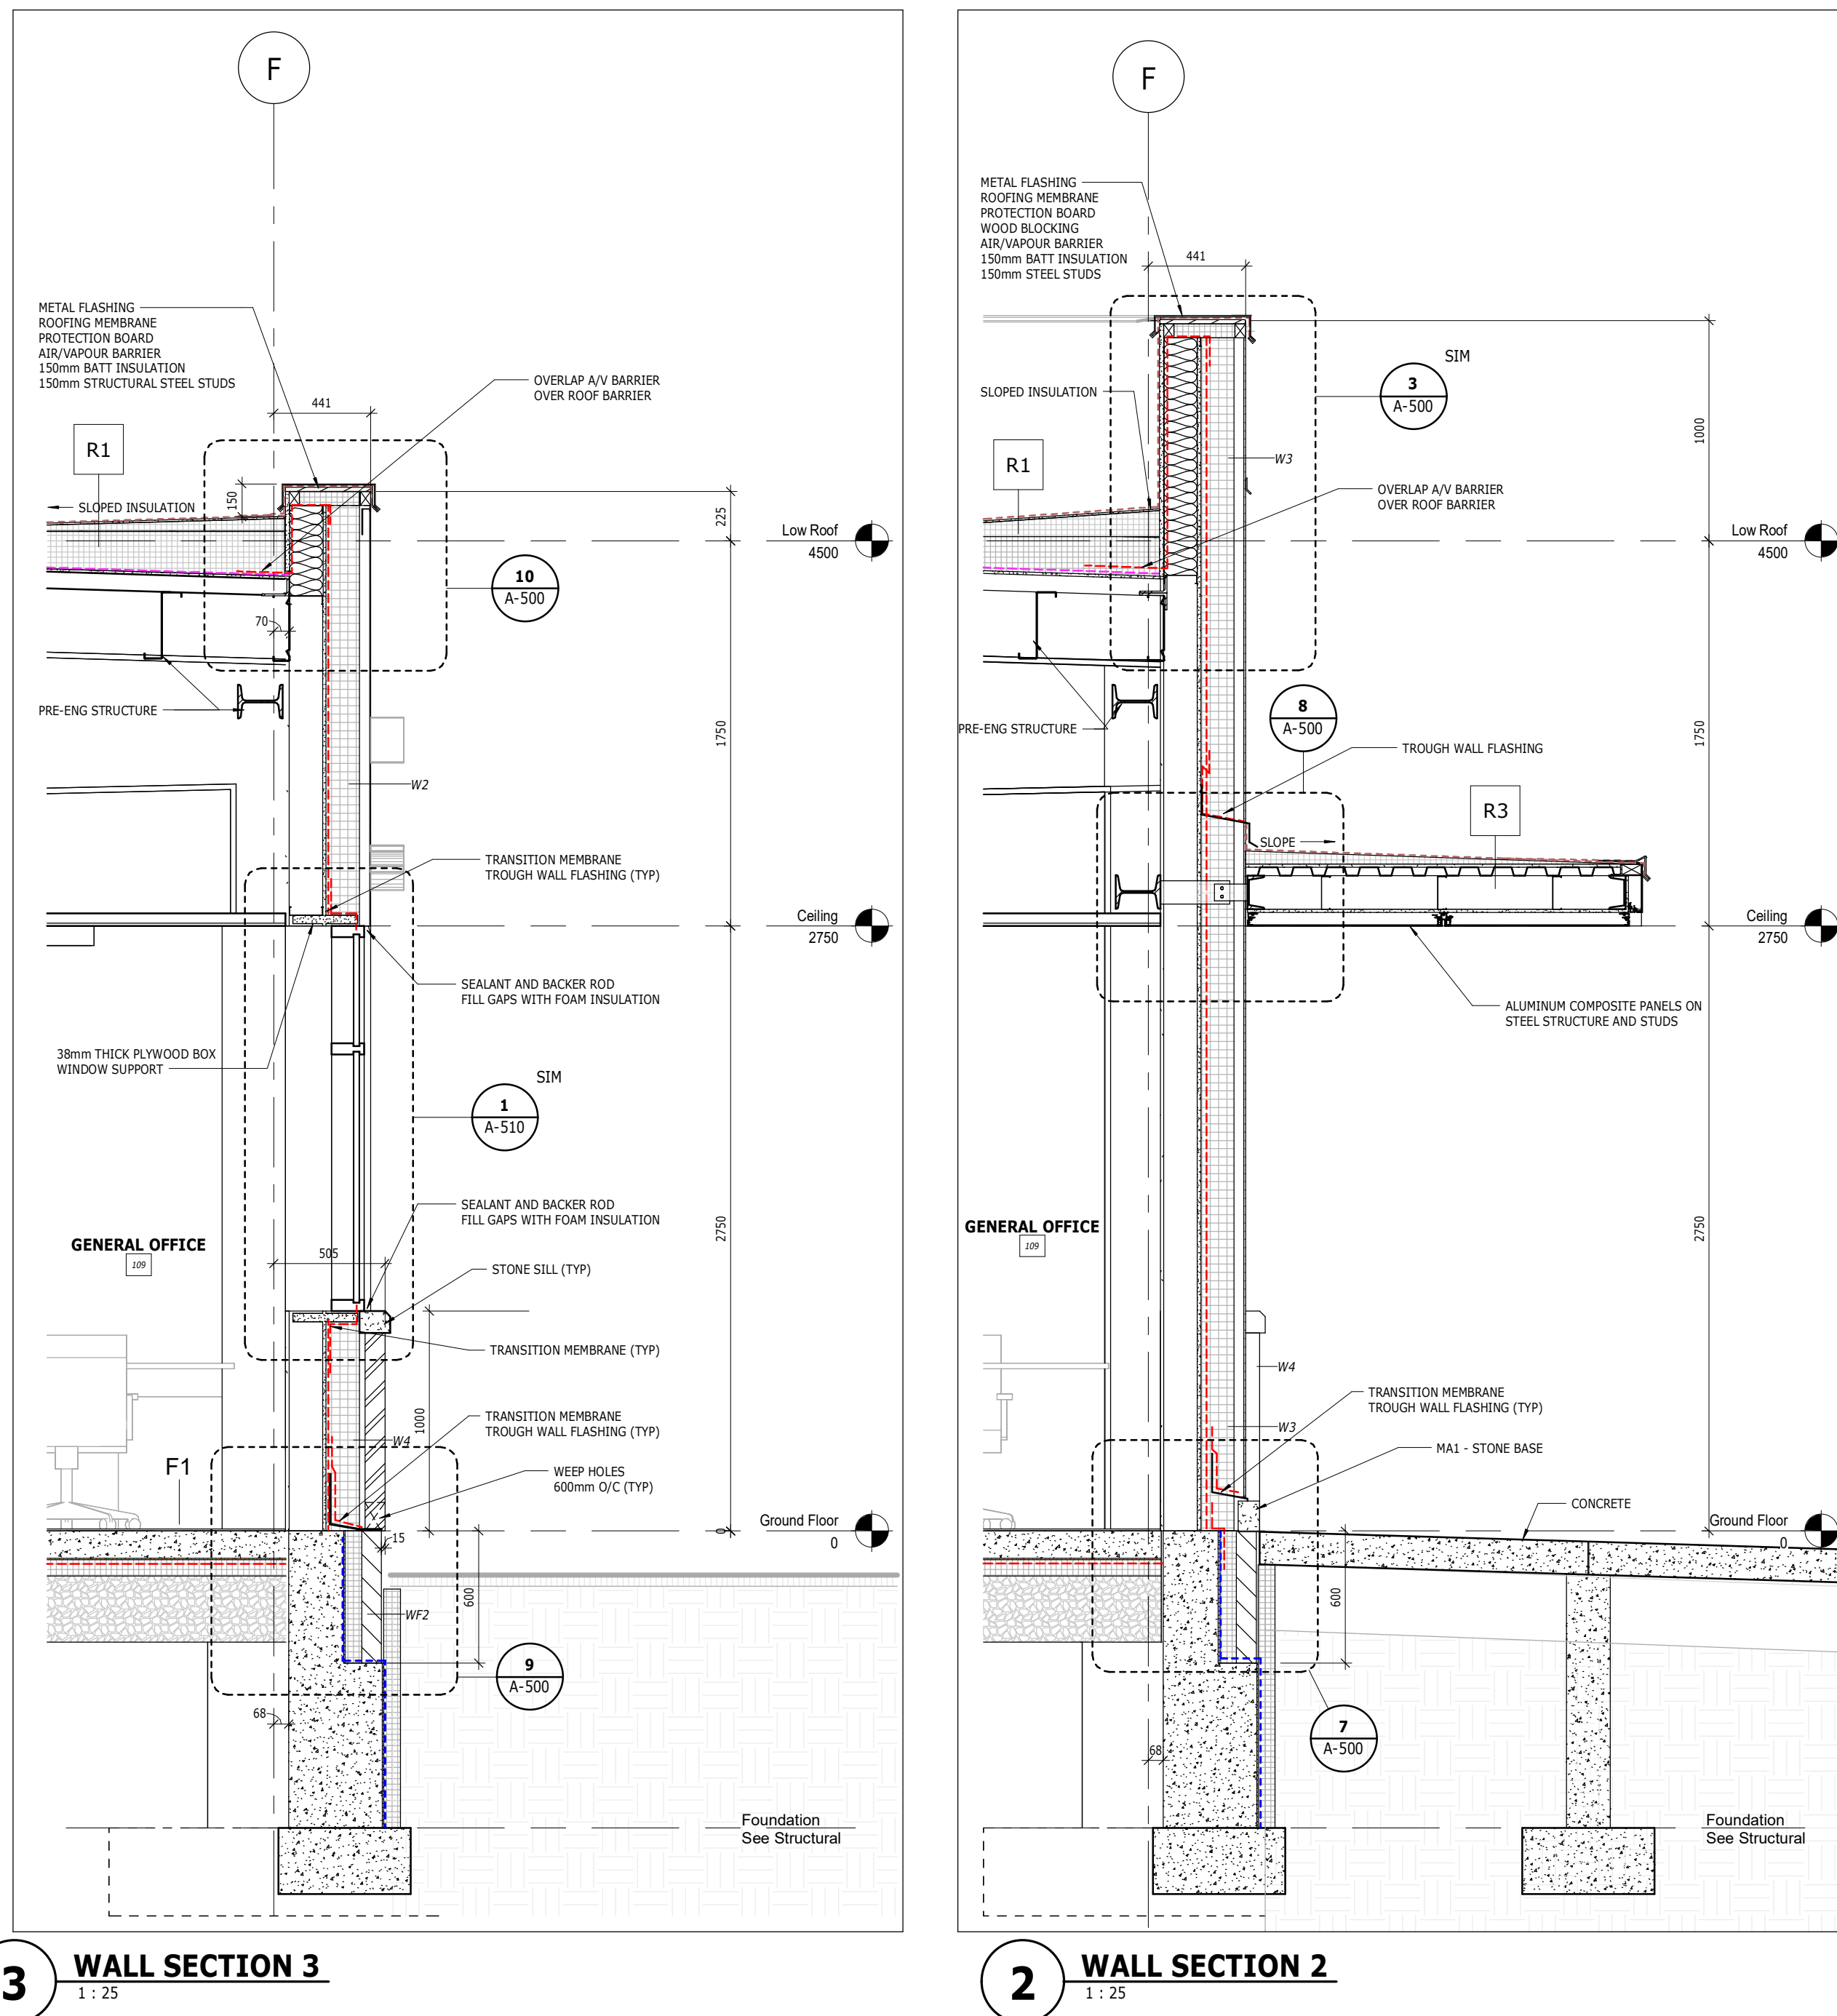 F
METAL FLASHING
ROOFING MEMBRANE
PROTECTION BOARD
AIR/VAPOUR BARRIER
150mm BATT INSULATION
150mm STRUCTURAL STEEL STUDS
OVERLAP A/V BARRIER
OVER ROOF BARRIER
441
R1
150
SLOPED INSULATION
225
Low Roof
4500
10
A-500
70
PRE-ENG STRUCTURE
1750
W2
TRANSITION MEMBRANE
TROUGH WALL FLASHING (TYP)
Ceiling
2750
SEALANT AND BACKER ROD
FILL GAPS WITH FOAM INSULATION
38mm THICK PLYWOOD BOX
WINDOW SUPPORT
SIM
1
A-510
SEALANT AND BACKER ROD
FILL GAPS WITH FOAM INSULATION
2750
GENERAL OFFICE
109
505
STONE SILL (TYP)
TRANSITION MEMBRANE (TYP)
1000
TRANSITION MEMBRANE
TROUGH WALL FLASHING (TYP)
W4
F1
WEEP HOLES
600mm O/C (TYP)
Ground Floor
0
0
15
600
WF2
9
A-500
68
Foundation
See Structural
3
WALL SECTION 3
1 : 25
F
METAL FLASHING
ROOFING MEMBRANE
PROTECTION BOARD
WOOD BLOCKING
AIR/VAPOUR BARRIER
150mm BATT INSULATION
150mm STEEL STUDS
441
SIM
3
A-500
SLOPED INSULATION
1000
R1
W3
OVERLAP A/V BARRIER
OVER ROOF BARRIER
Low Roof
4500
8
A-500
PRE-ENG STRUCTURE
1750
TROUGH WALL FLASHING
R3
SLOPE
Ceiling
2750
ALUMINUM COMPOSITE PANELS ON
STEEL STRUCTURE AND STUDS
GENERAL OFFICE
109
2750
W4
TRANSITION MEMBRANE
TROUGH WALL FLASHING (TYP)
W3
MA1 - STONE BASE
CONCRETE
Ground Floor
0
600
7
A-500
68
Foundation
See Structural
2
WALL SECTION 2
1 : 25